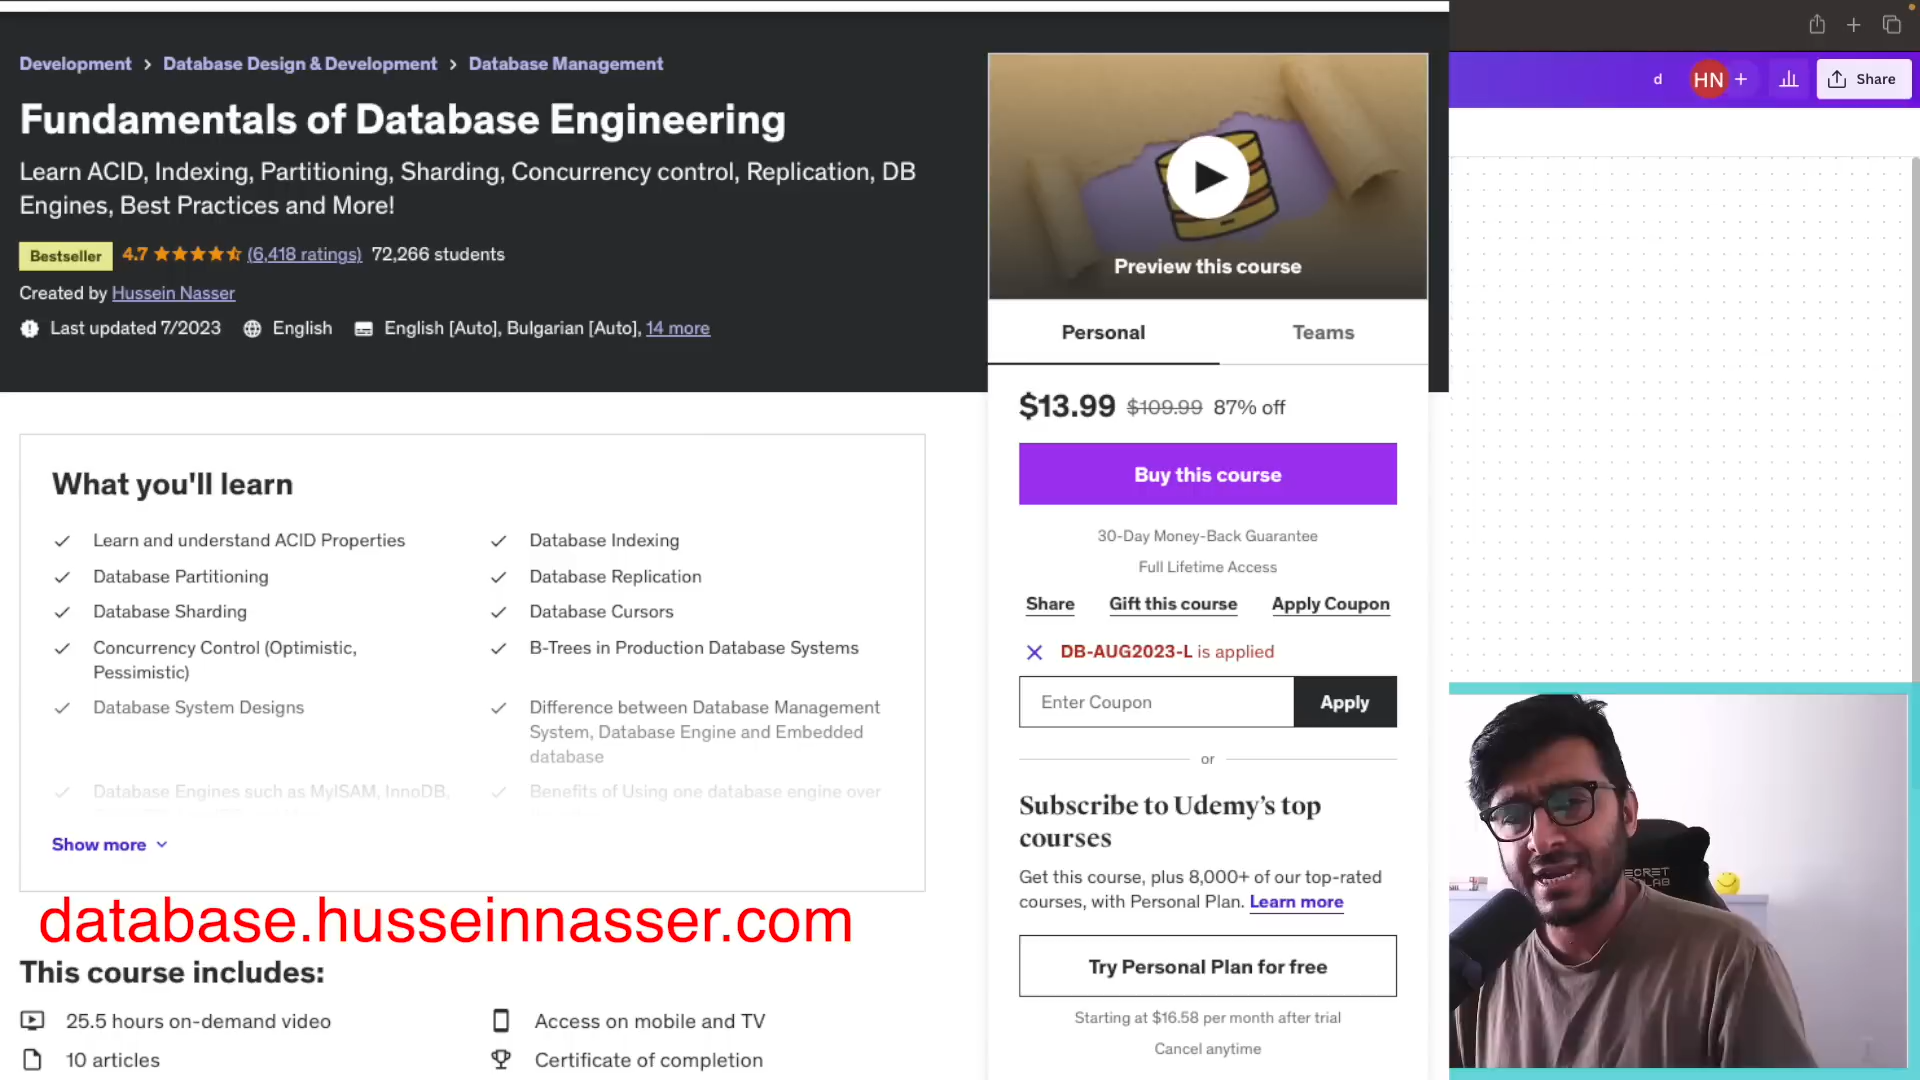 Development > Database Design & Development > Database Management
Fundamentals of Database Engineering
Learn ACID, Indexing, Partitioning, Sharding, Concurrency control, Replication, DB
Engines, Best Practices and More!
Bestseller 4.7 (6,418 ratings) 72,266 students
Created by Hussein Nasser
Last updated 7/2023 English English [Auto], Bulgarian [Auto], 14 more
What you'll learn
Learn and understand ACID Properties
Database Partitioning
Database Sharding
Concurrency Control (Optimistic,
Pessimistic)
Database System Designs
Database Engines such as MyISAM, InnoDB,
Database Indexing
Database Replication
Database Cursors
B-Trees in Production Database Systems
Difference between Database Management
System, Database Engine and Embedded
database
Benefits of Using one database engine over
Show more
database.husseinnasser.com
This course includes:
25.5 hours on-demand video
10 articles
Access on mobile and TV
Certificate of completion
Preview this course
Personal Teams
$13.99 $109.99 87% off
Buy this course
30-Day Money-Back Guarantee
Full Lifetime Access
Share Gift this course Apply Coupon
DB-AUG2023-L is applied
Enter Coupon Apply
or
Subscribe to Udemy's top
courses
Get this course, plus 8,000+ of our top-rated
courses, with Personal Plan. Learn more
Try Personal Plan for free
Starting at $16.58 per month after trial
Cancel anytime
d HN + Share